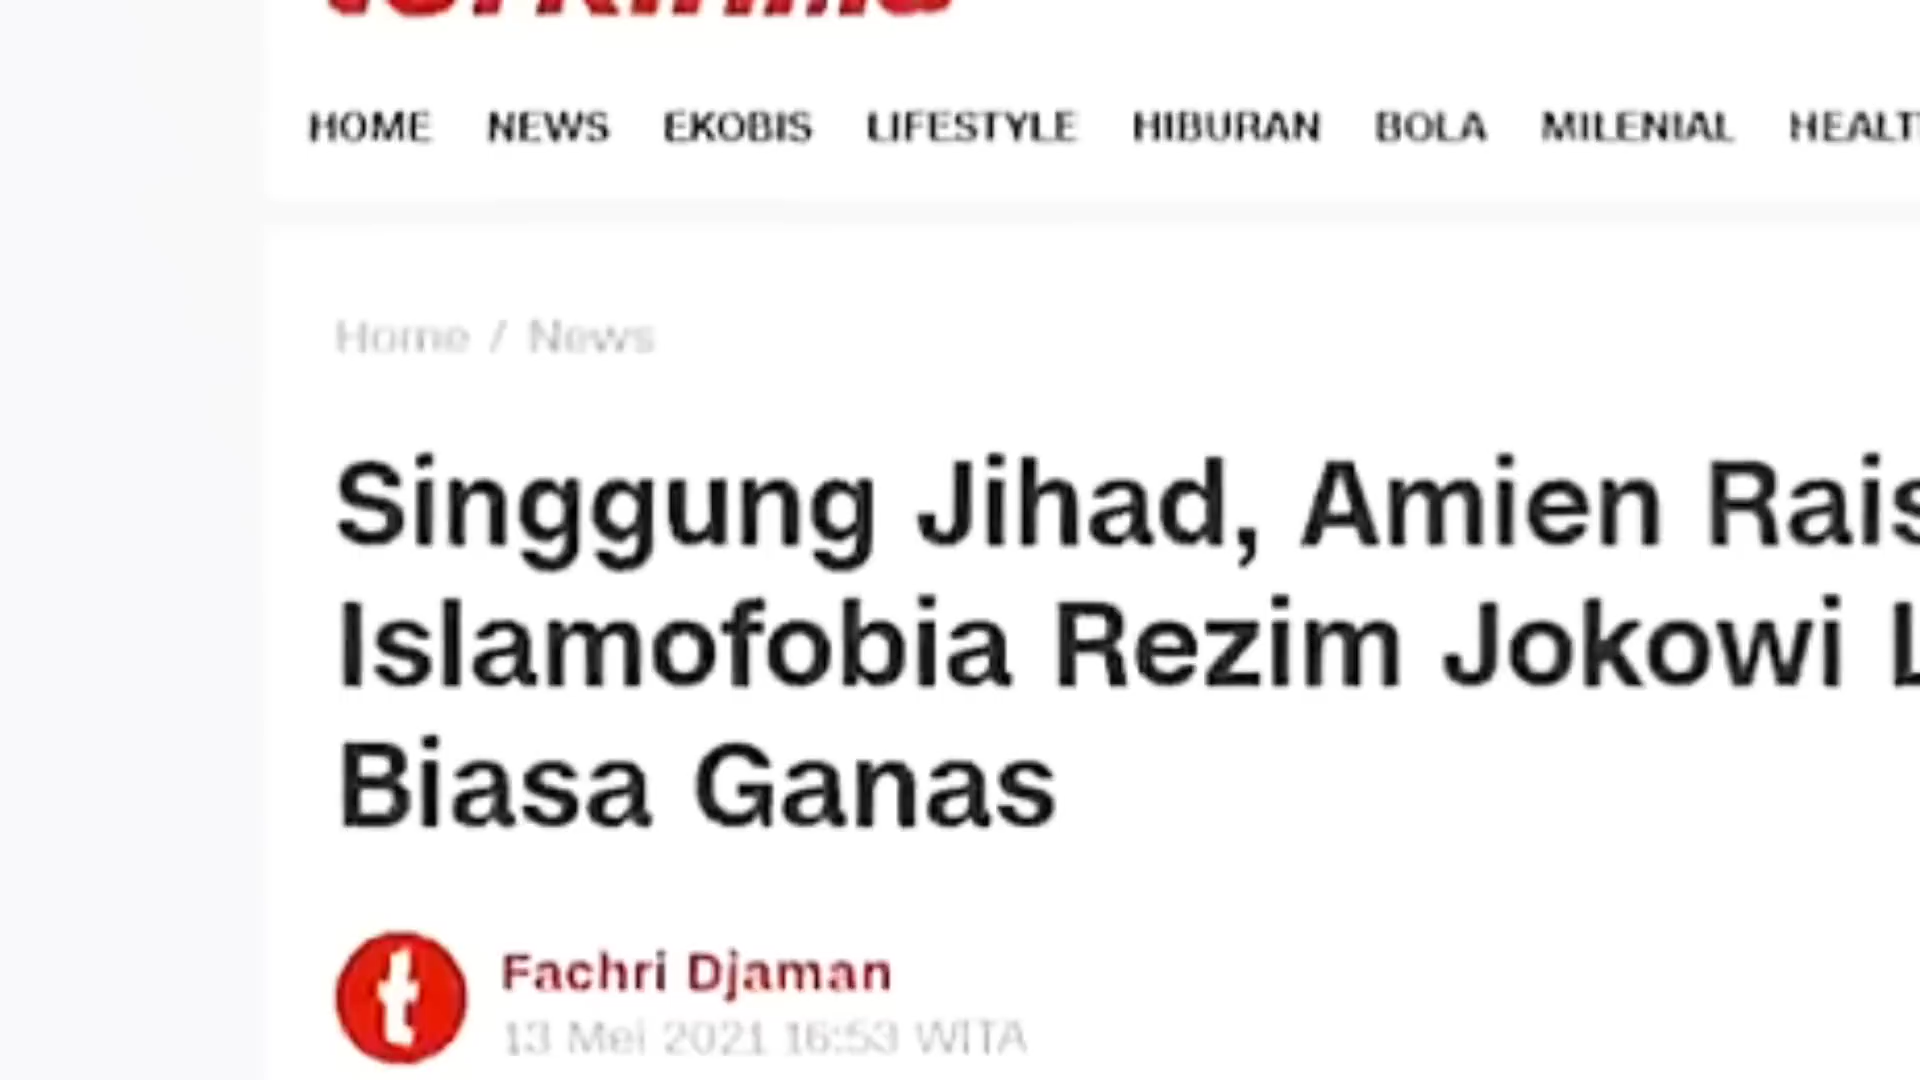 HOME NEWS EKOBIS LIFESTYLE HIBURAN BOLA MILENIAL
Home / News
Singgung Jihad, Amien Rais
Islamofobia Rezim Jokowi
Biasa Ganas
t
Fachri Djaman
13 Mei 2021 16:53 WITA